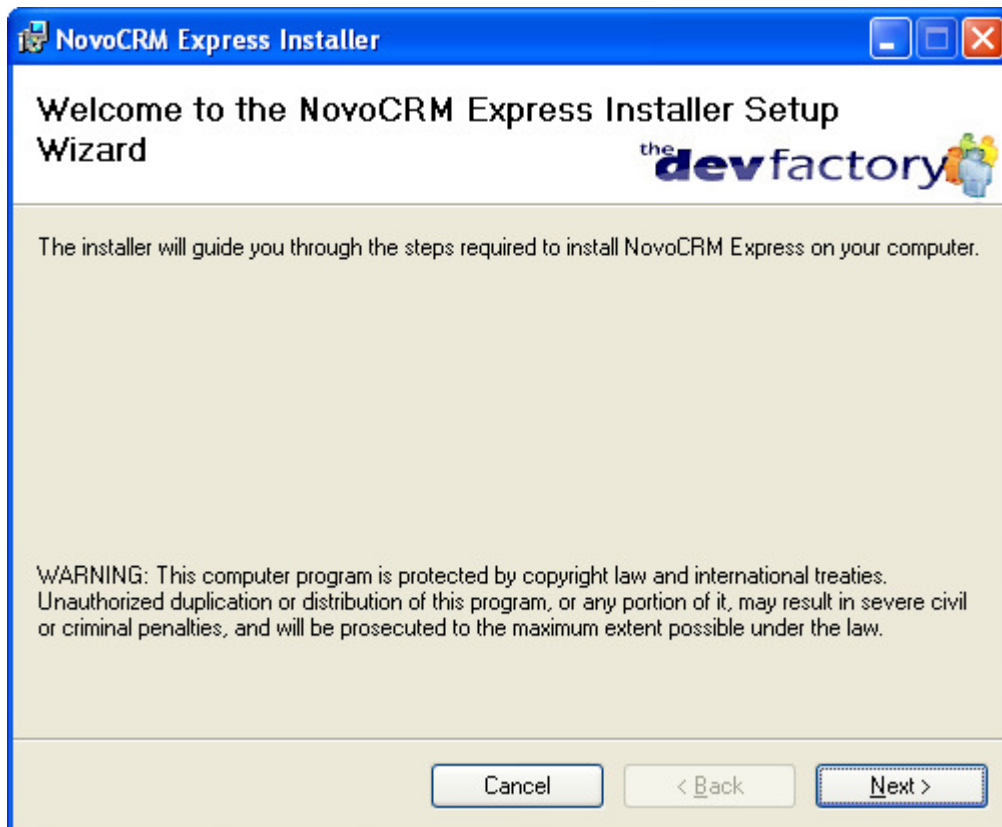 NovoCRM Express Installer
Welcome to the NovoCRM Express Installer Setup
Wizard
the devfactory
The installer will guide you through the steps required to install NovoCRM Express on your computer.
WARNING: This computer program is protected by copyright law and international treaties.
Unauthorized duplication or distribution of this program, or any portion of it, may result in severe civil
or criminal penalties, and will be prosecuted to the maximum extent possible under the law.
Cancel
< Back
Next >